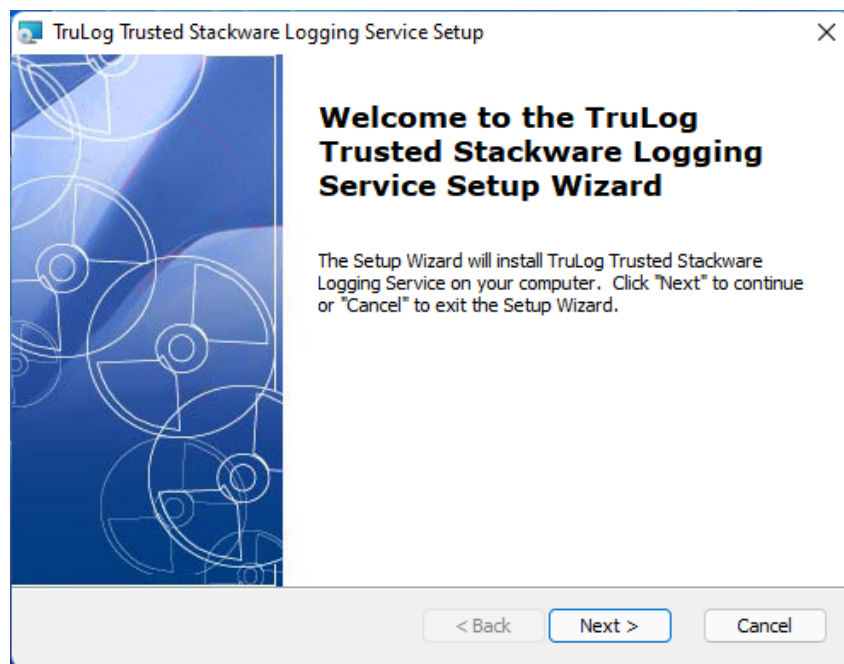 TruLog Trusted Stackware Logging Service Setup
Welcome to the TruLog
Trusted Stackware Logging
Service Setup Wizard
The Setup Wizard will install TruLog Trusted Stackware
Logging Service on your computer.  Click "Next" to continue
or "Cancel" to exit the Setup Wizard.
< Back
Next >
Cancel